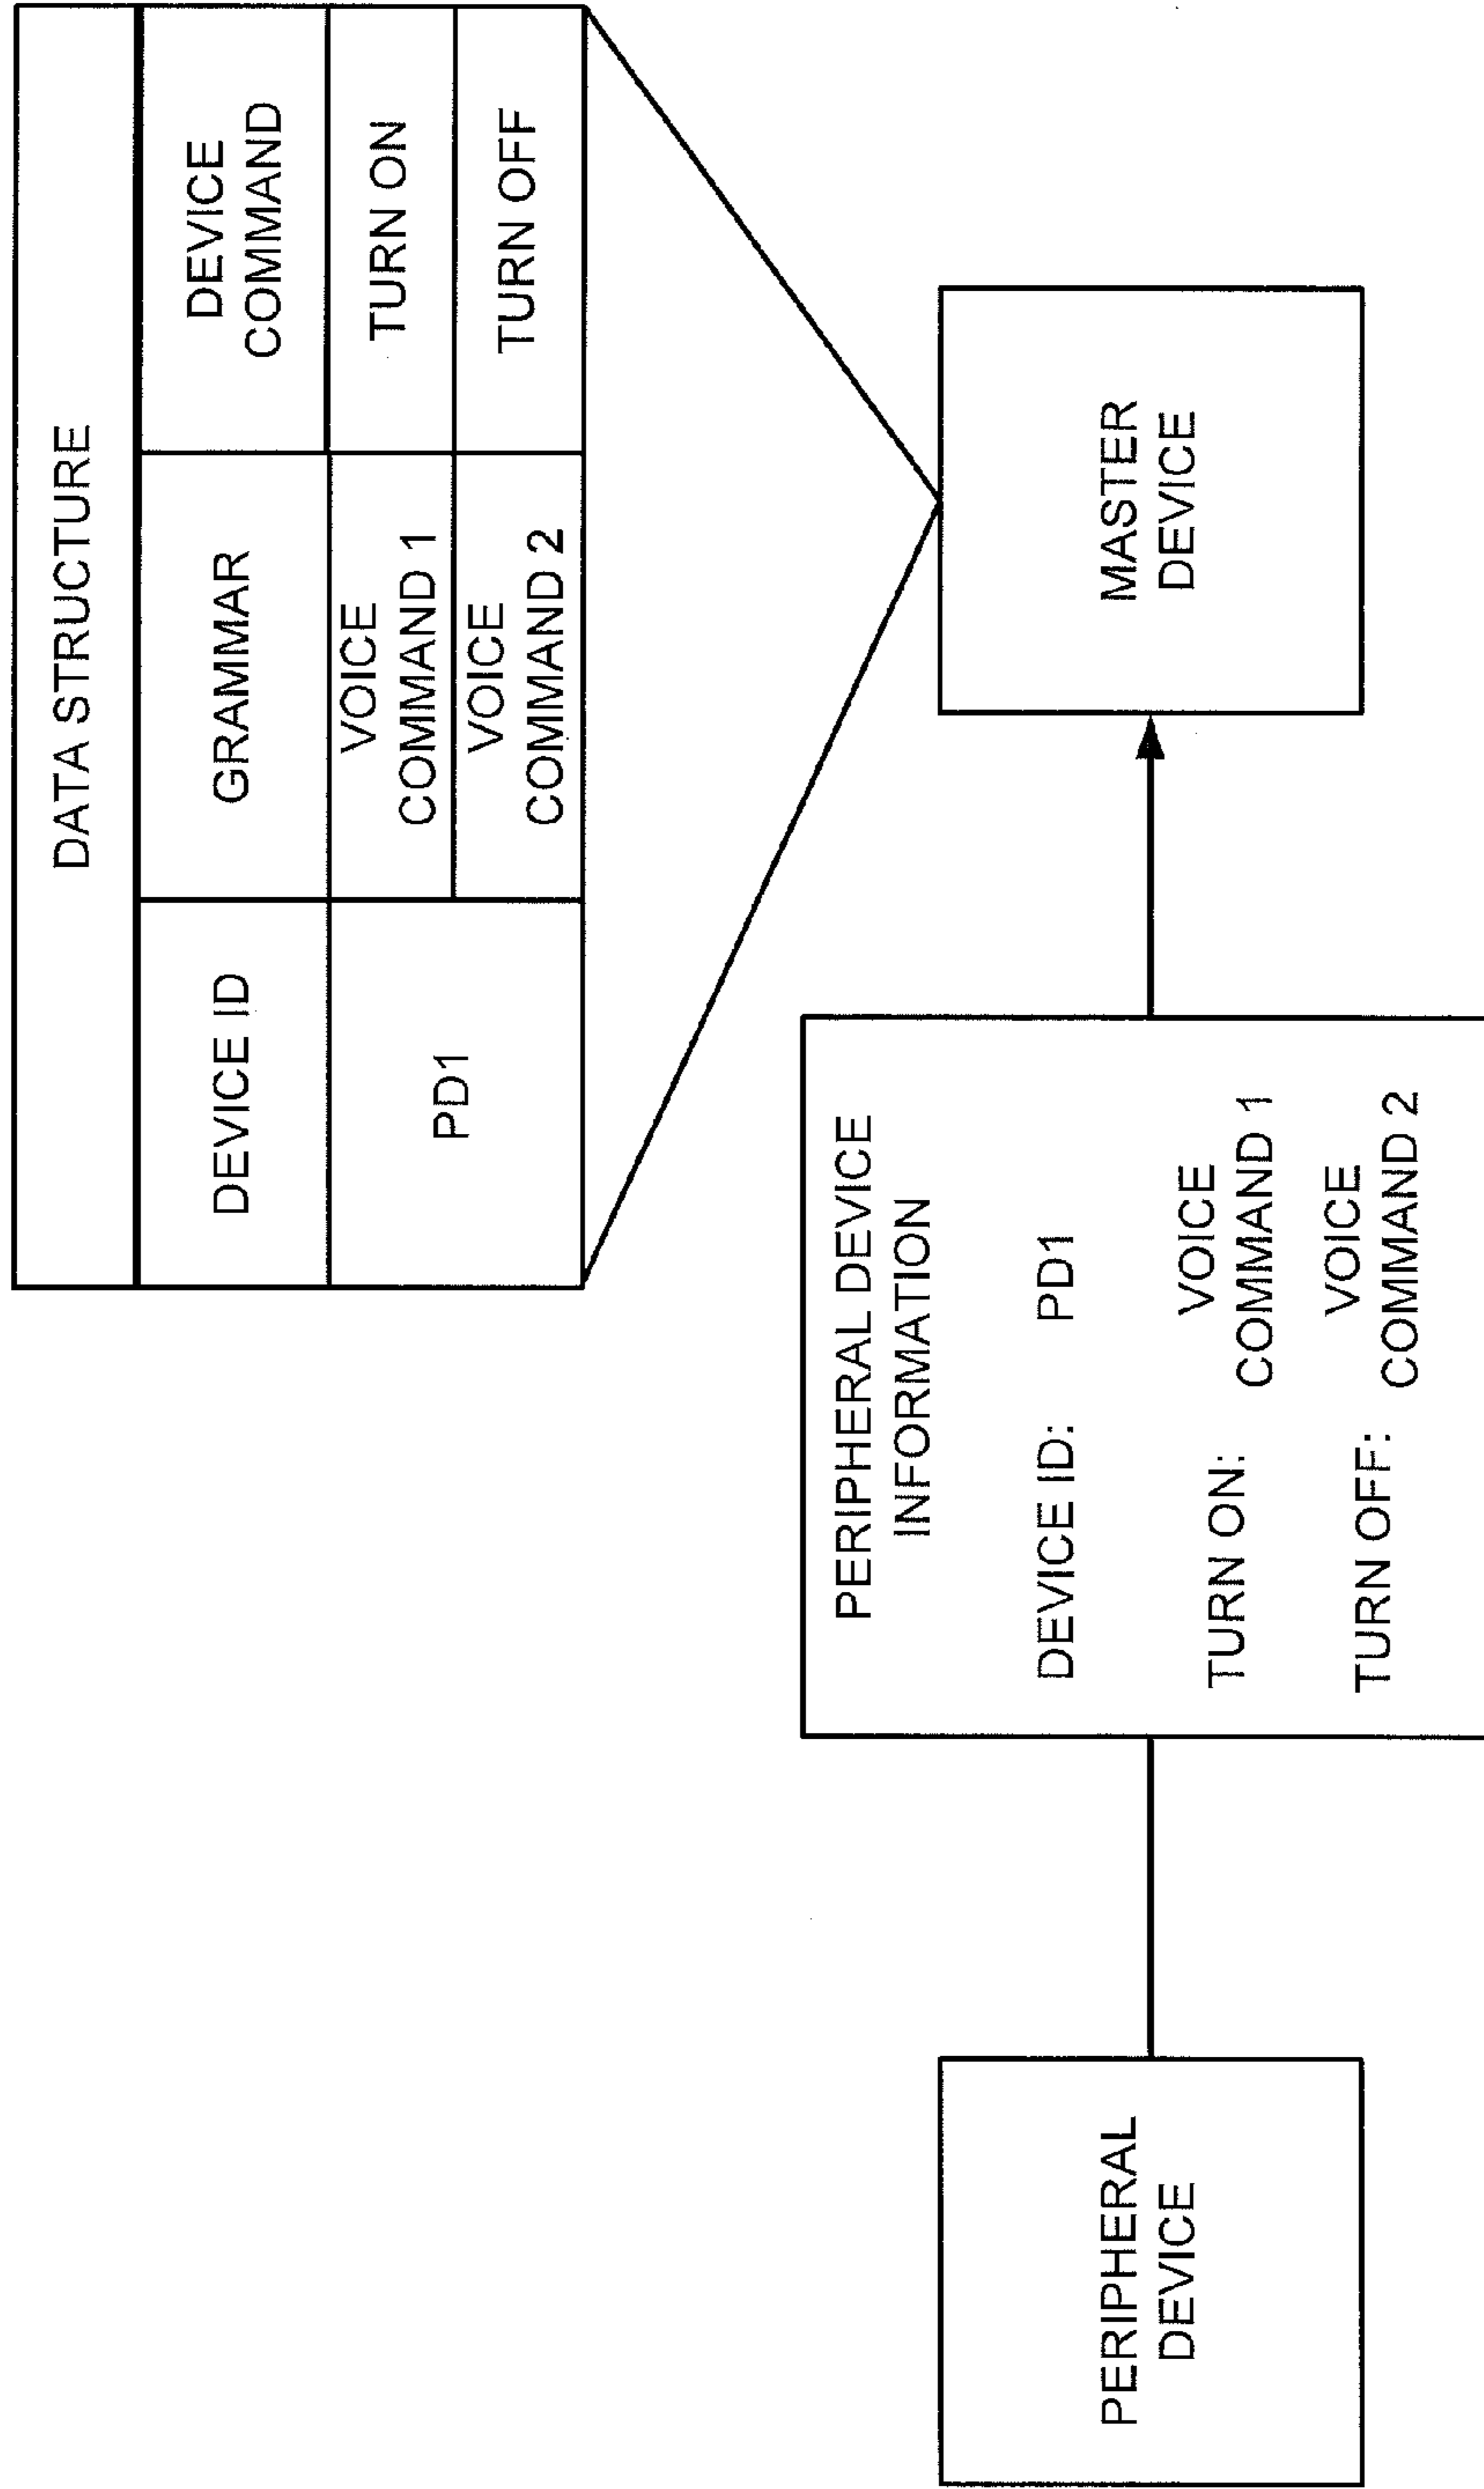 DATA STRUCTURE
DEVICE ID
GRAMMAR
DEVICE
COMMAND
PD1
VOICE
COMMAND 1
TURN ON
VOICE
COMMAND 2
TURN OFF
PERIPHERAL
DEVICE
PERIPHERAL DEVICE
INFORMATION
DEVICE ID: PD1
TURN ON: VOICE
COMMAND 1
TURN OFF: VOICE
COMMAND 2
MASTER
DEVICE